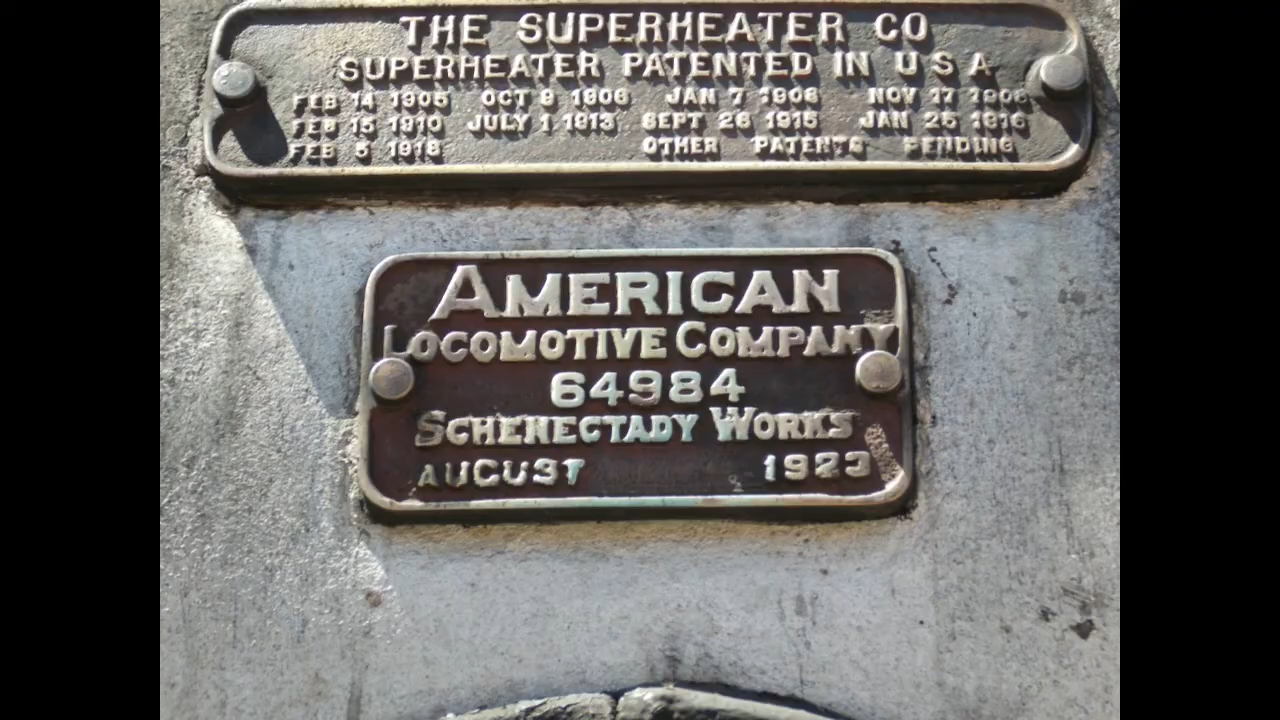 THE SUPERHEATER CO
SUPERHEATER PATENTED IN U S A
FEB 14 1905 OCT 9 1906 JAN 7 1908 NOV 17 1908
FEB 15 1910 JULY 1 1913 SEPT 28 1915 JAN 25 1916
FEB 5 1918 OTHER PATENTS PENDING
AMERICAN
LOCOMOTIVE COMPANY
64984
SCHENECTADY WORKS
AUGUST 1923